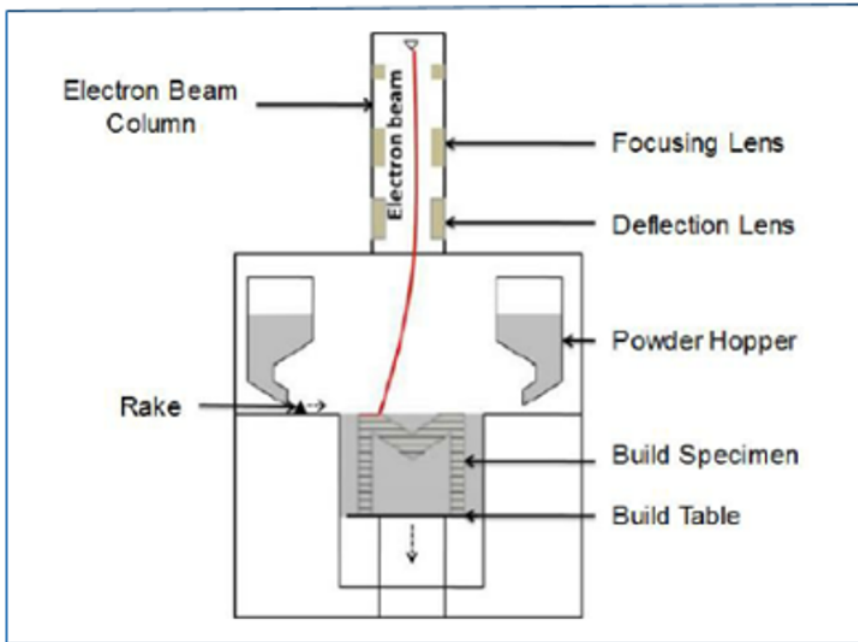 Electron Beam
Column
Electron beam
Focusing Lens
Deflection Lens
Powder Hopper
Rake
Build Specimen
Build Table